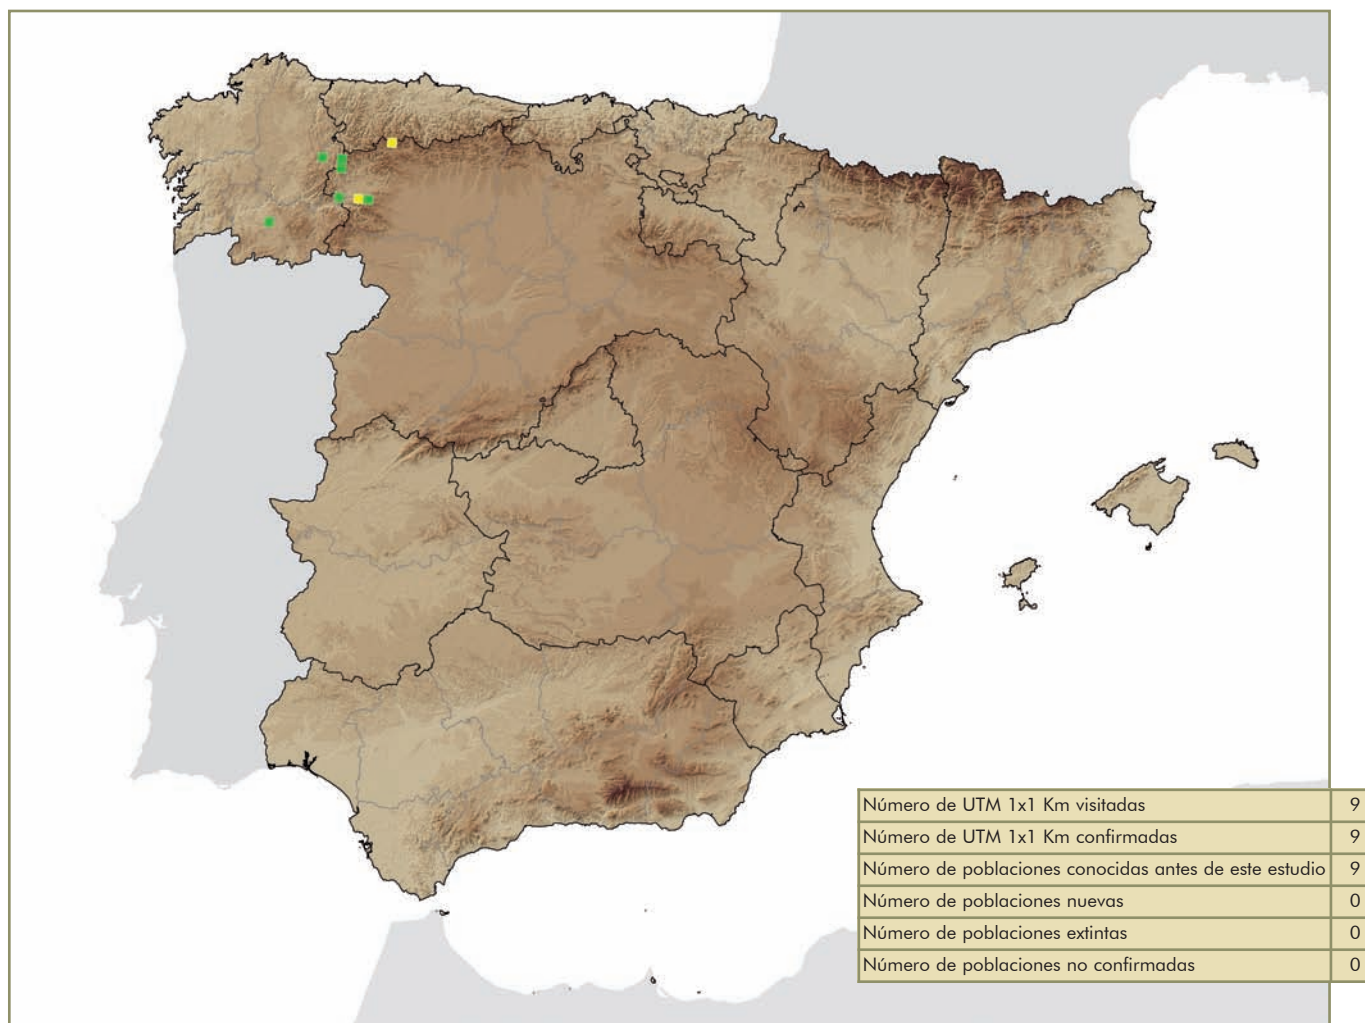 Número de UTM 1x1 Km visitadas 9
Número de UTM 1x1 Km confirmadas 9
Número de poblaciones conocidas antes de este estudio 9
Número de poblaciones nuevas 0
Número de poblaciones extintas 0
Número de poblaciones no confirmadas 0